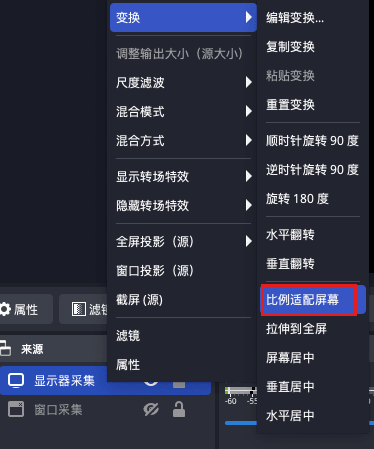 变换
调整输出大小（源大小）
尺度滤波
混合模式
混合方式
显示转场特效
隐藏转场特效
全屏投影（源）
窗口投影（源）
截屏 (源)
滤镜
属性
编辑变换...
复制变换
粘贴变换
重置变换
顺时针旋转 90 度
逆时针旋转 90 度
旋转 180 度
水平翻转
垂直翻转
比例适配屏幕
拉伸到全屏
屏幕居中
垂直居中
水平居中
属性
滤镜
来源
显示器采集
窗口采集
-60